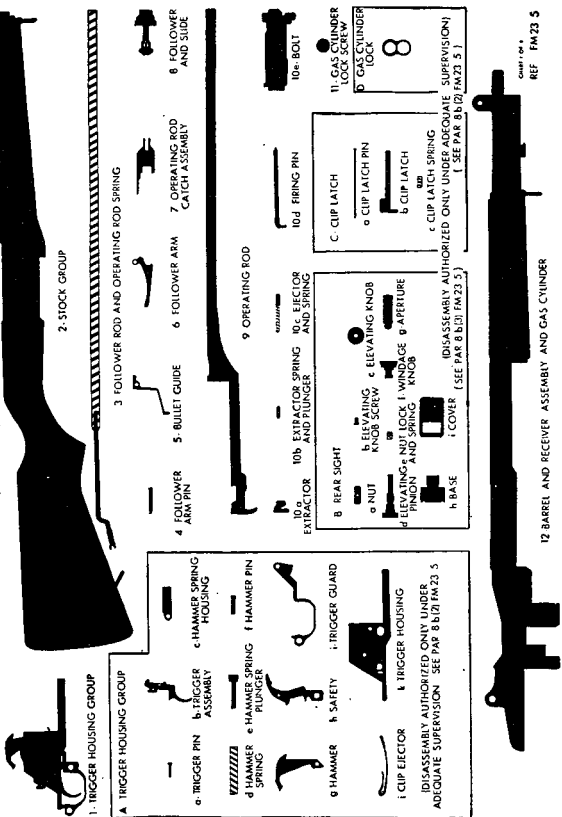 1- TRIGGER HOUSING GROUP
2- STOCK GROUP
3 FOLLOWER ROD AND OPERATING ROD SPRING
4 FOLLOWER
ARM PIN
5- BULLET GUIDE
6 FOLLOWER ARM
7 OPERATING ROD
CATCH ASSEMBLY
8 FOLLOWER
AND SLIDE
9 OPERATING ROD
10 a
EXTRACTOR
10b EXTRACTOR SPRING
AND PLUNGER
10 c EJECTOR
AND SPRING
10d FIRING PIN
10e- BOLT
11- GAS CYLINDER
LOCK SCREW
D GAS CYLINDER
LOCK
A TRIGGER HOUSING GROUP
a- TRIGGER PIN
b- TRIGGER
ASSEMBLY
c- HAMMER SPRING
HOUSING
d HAMMER
SPRING
e HAMMER SPRING
PLUNGER
f HAMMER PIN
g HAMMER
h SAFETY
i- TRIGGER GUARD
i CLIP EJECTOR
k TRIGGER HOUSING
(DISASSEMBLY AUTHORIZED ONLY UNDER
ADEQUATE SUPERVISION SEE PAR 8 b(2) FM 23 5
B REAR SIGHT
a NUT
b ELEVATING
KNOB SCREW
c ELEVATING KNOB
d ELEVATING
PINION
e NUT LOCK
AND SPRING
f- WINDAGE
KNOB
g- APERTURE
h BASE
i COVER
C- CLIP LATCH
a CLIP LATCH PIN
b CLIP LATCH
c CLIP LATCH SPRING
(DISASSEMBLY AUTHORIZED ONLY UNDER ADEQUATE SUPERVISION)
( SEE PAR 8 b(3) FM 23 5 )
( SEE PAR 8 b(2) FM 23 5 )
12 BARREL AND RECEIVER ASSEMBLY AND GAS CYLINDER
REF FM 23 5